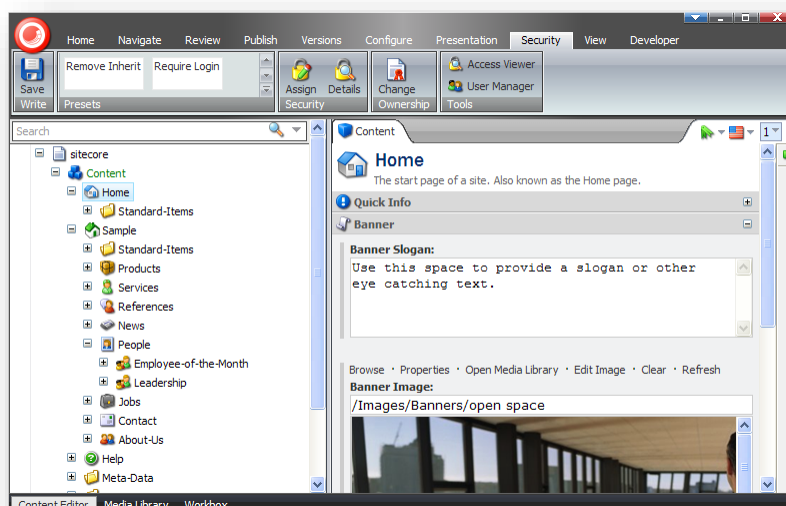 Home Navigate Review Publish Versions Configure Presentation Security View Developer
Remove Inherit Require Login
Save
Write
Presets
Assign Details
Security
Change
Ownership
Access Viewer
User Manager
Tools
Search
sitecore
Content
Home
Standard-Items
Sample
Standard-Items
Products
Services
References
News
People
Employee-of-the-Month
Leadership
Jobs
Contact
About-Us
Help
Meta-Data
Content
1
Home
The start page of a site. Also known as the Home page.
Quick Info
Banner
Banner Slogan:
Use this space to provide a slogan or other
eye catching text.
Browse · Properties · Open Media Library · Edit Image · Clear · Refresh
Banner Image:
/Images/Banners/open space
Content Editor Media Library Workbox